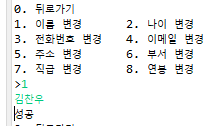 0. 뒤로가기
1. 이름 변경 2. 나이 변경
3. 전화번호 변경 4. 이메일 변경
5. 주소 변경 6. 부서 변경
7. 직급 변경 8. 연봉 변경
>1
김찬우
성공